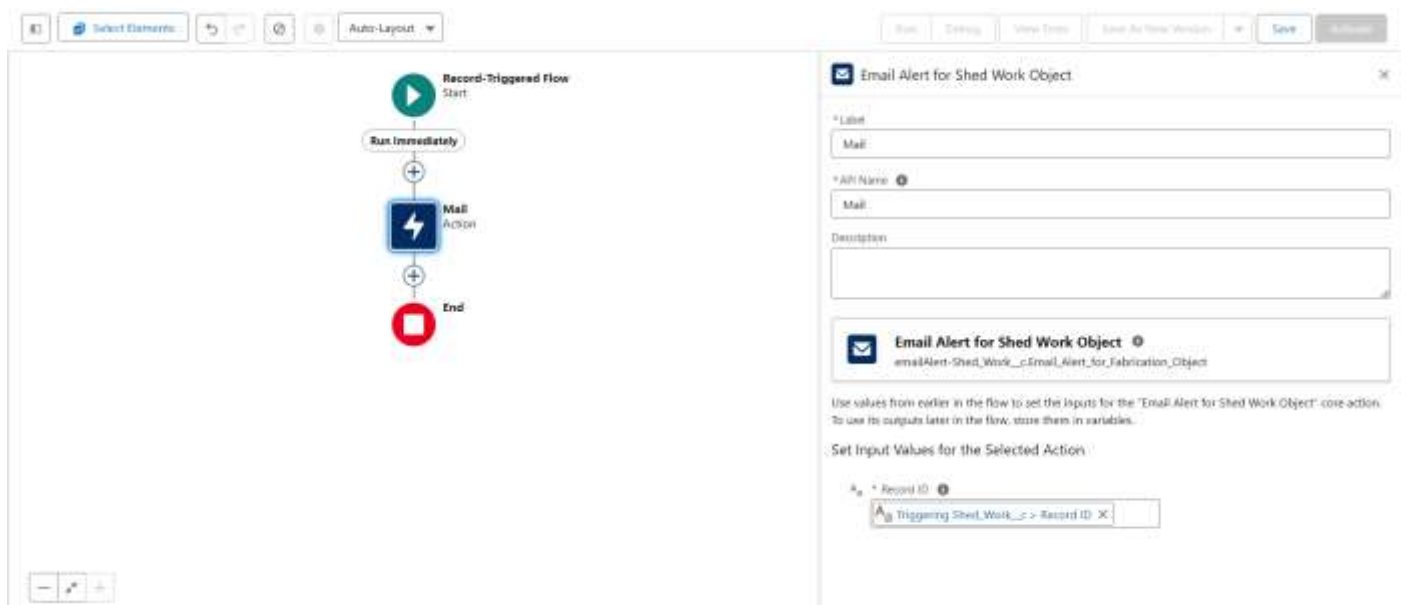 Select Elements
Auto-Layout
Save
Record-Triggered Flow
Start
Run Immediately
Mail
Action
End
Email Alert for Shed Work Object
* Label
Mail
* API Name
Mail
Description
Email Alert for Shed Work Object
emailAlert-Shed_Work__c.Email_Alert_for_Fabrication_Object
Use values from earlier in the flow to set the inputs for the "Email Alert for Shed Work Object" core action.
To use its outputs later in the flow, store them in variables.
Set Input Values for the Selected Action
Aa * Record ID
Aa Triggering Shed_Work__c > Record ID